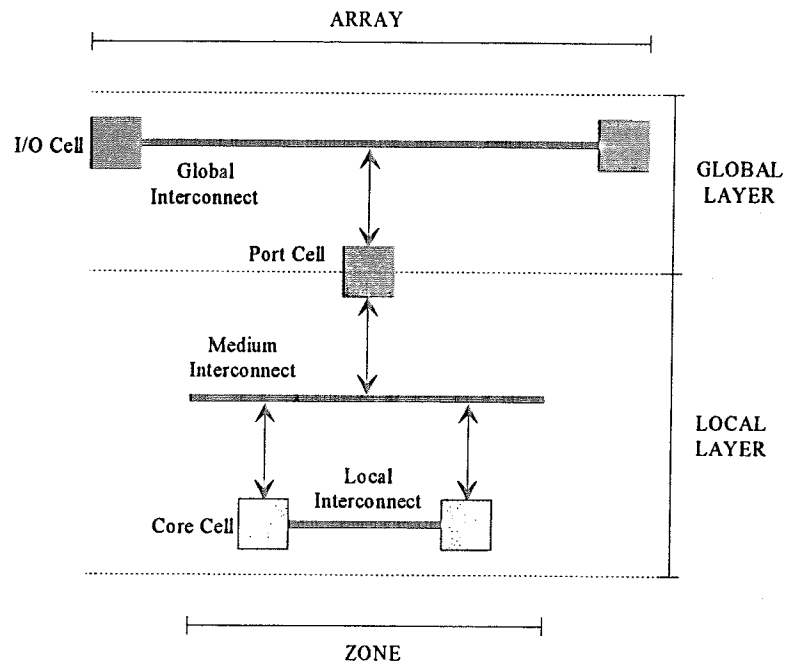 ARRAY
I/O Cell
Global
Interconnect
GLOBAL
LAYER
Port Cell
Medium
Interconnect
LOCAL
LAYER
Local
Interconnect
Core Cell
ZONE